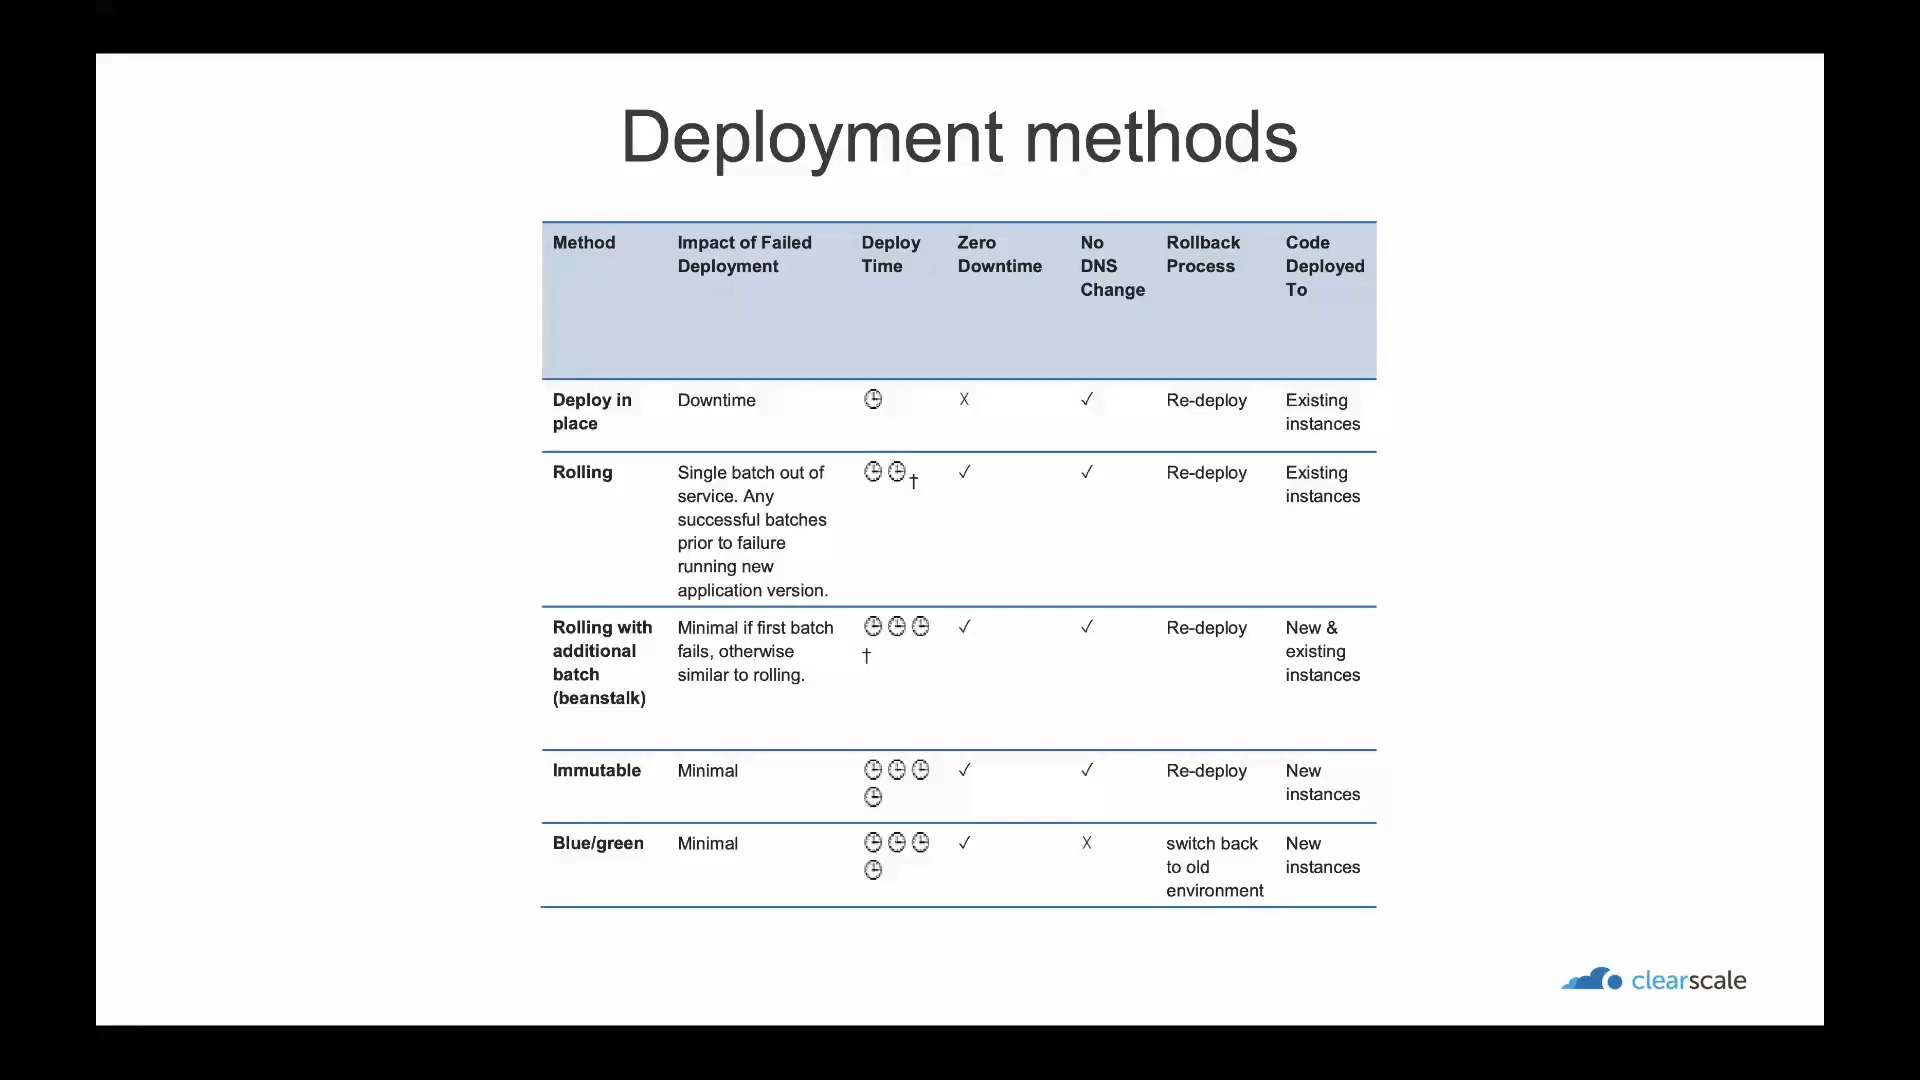 Deployment methods
Method Impact of Failed Deploy Zero No Rollback Code
Deployment Time Downtime DNS Process Deployed
Change To
Deploy in Downtime 🕒 ☓ ✓ Re-deploy Existing
place instances
Rolling Single batch out of 🕒🕒† ✓ ✓ Re-deploy Existing
service. Any instances
successful batches
prior to failure
running new
application version.
Rolling with Minimal if first batch 🕒🕒🕒 ✓ ✓ Re-deploy New &
additional fails, otherwise † existing
batch similar to rolling. instances
(beanstalk)
Immutable Minimal 🕒🕒🕒 ✓ ✓ Re-deploy New
🕒 instances
Blue/green Minimal 🕒🕒🕒 ✓ ☓ switch back New
🕒 to old instances
environment
clearscale